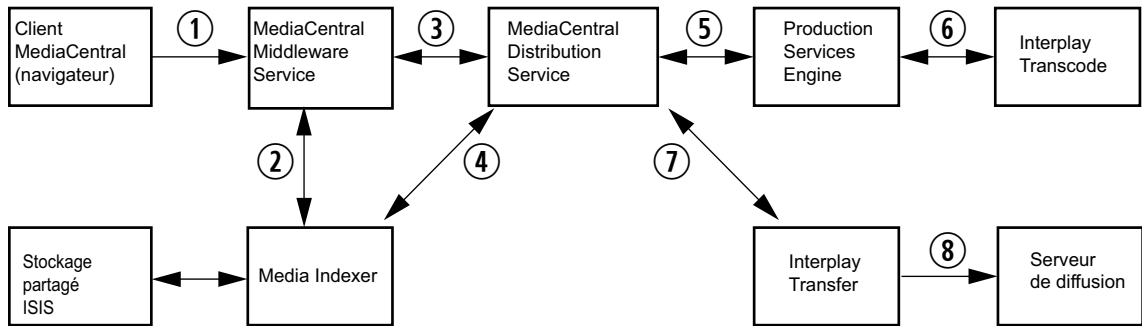 Client
MediaCentral
(navigateur)
①
MediaCentral
Middleware
Service
③
MediaCentral
Distribution
Service
⑤
Production
Services
Engine
⑥
Interplay
Transcode
②
④
⑦
Stockage
partagé
ISIS
Media Indexer
Interplay
Transfer
⑧
Serveur
de diffusion